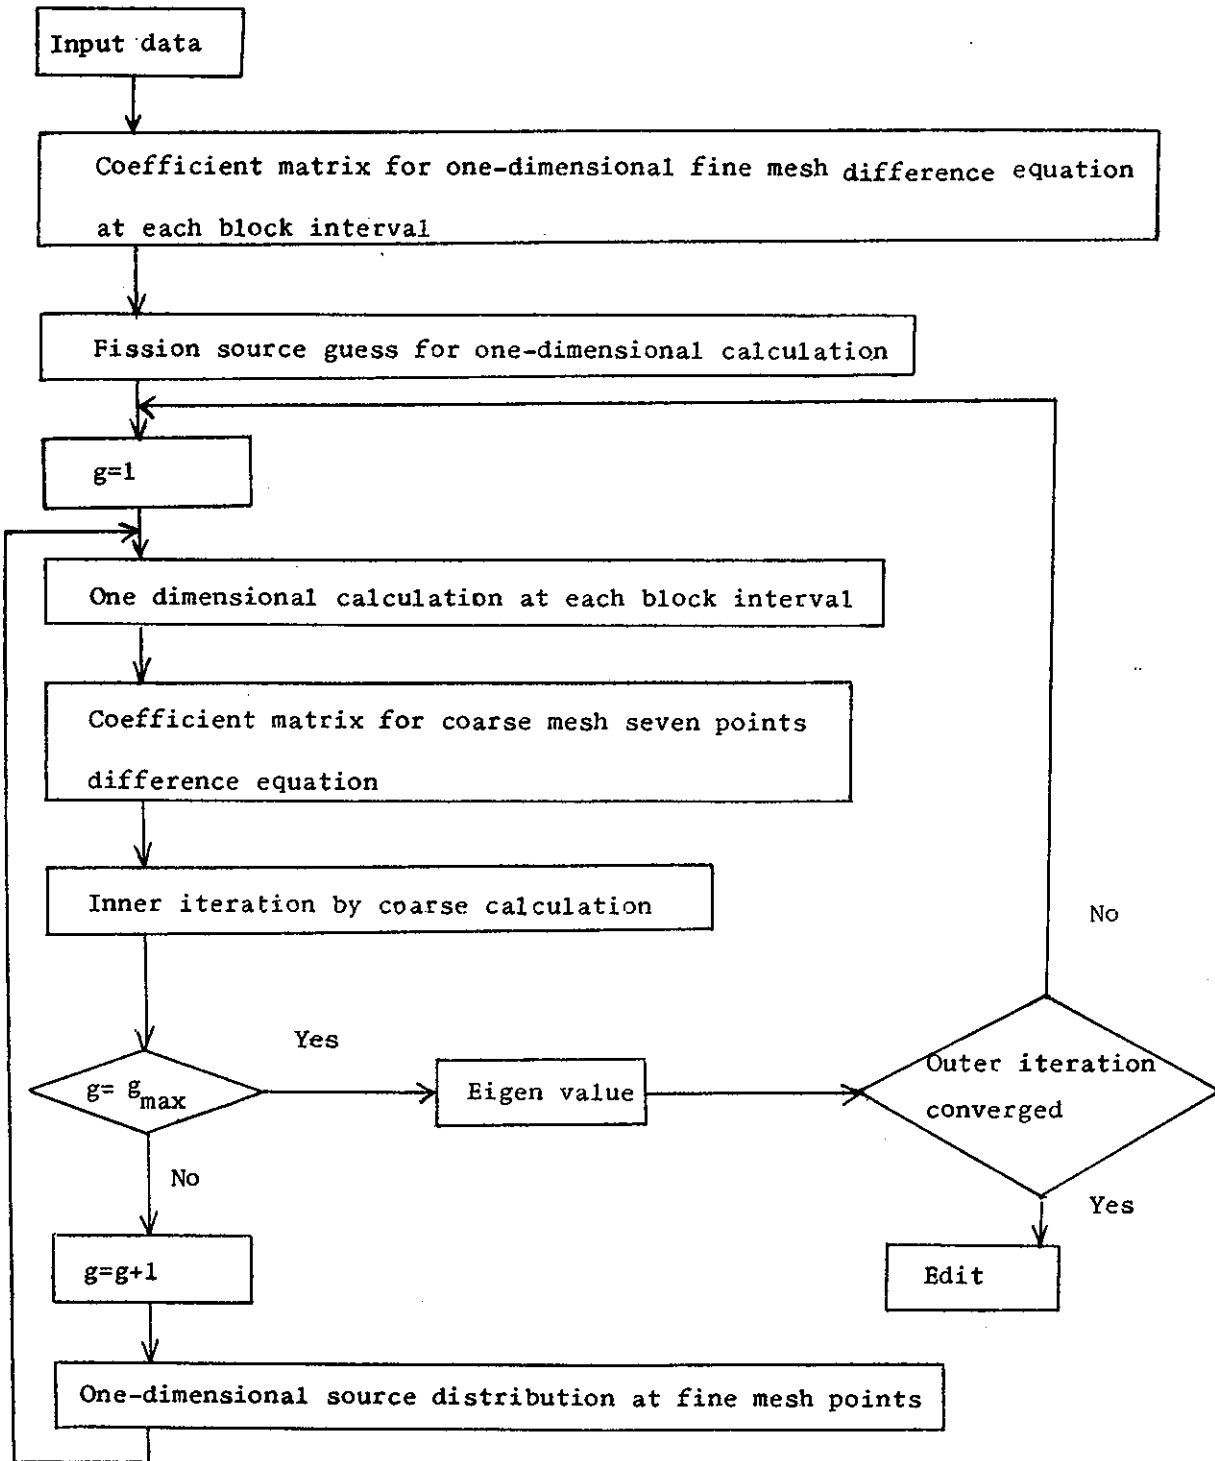 Input data
Coefficient matrix for one-dimensional fine mesh difference equation
at each block interval
Fission source guess for one-dimensional calculation
g=1
One dimensional calculation at each block interval
Coefficient matrix for coarse mesh seven points
difference equation
Inner iteration by coarse calculation
No
Yes
g= gmax
Eigen value
Outer iteration
converged
No
Yes
g=g+1
Edit
One-dimensional source distribution at fine mesh points